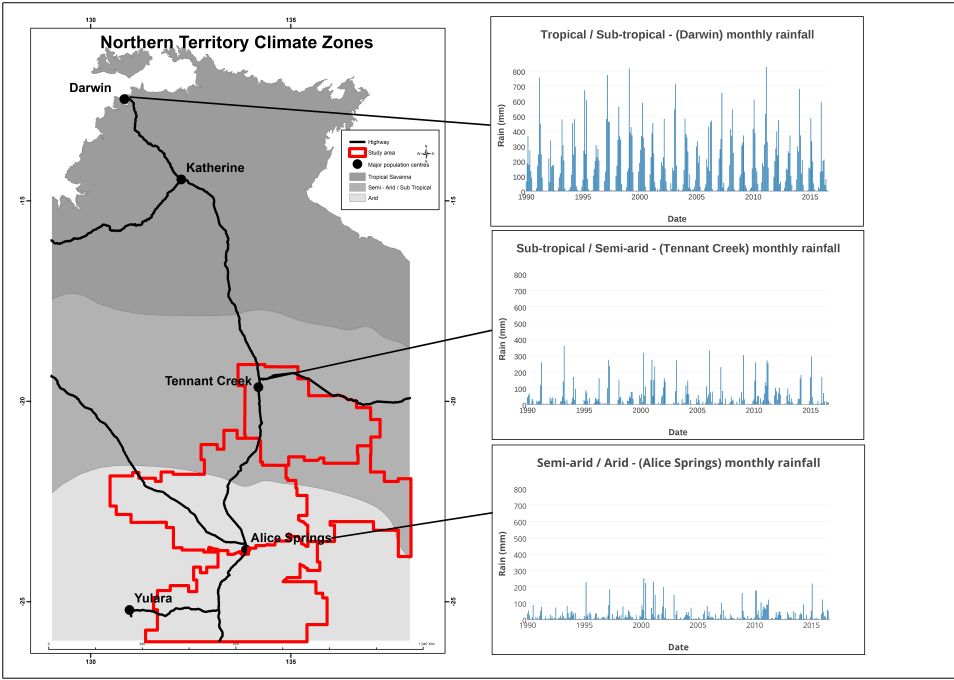 130
135
Northern Territory Climate Zones
Darwin
Katherine
Highway
Study area
Major population centres
Tropical Savanna
Semi - Arid / Sub Tropical
Arid
N
W
E
S
-15
-15
Tennant Creek
-20
-20
Alice Springs
Yulara
-25
-25
0
1,040 Km
130
135
Tropical / Sub-tropical - (Darwin) monthly rainfall
Rain (mm)
800
700
600
500
400
300
200
100
0
1990
1995
2000
2005
2010
2015
Date
Sub-tropical / Semi-arid - (Tennant Creek) monthly rainfall
Rain (mm)
800
700
600
500
400
300
200
100
0
1990
1995
2000
2005
2010
2015
Date
Semi-arid / Arid - (Alice Springs) monthly rainfall
Rain (mm)
800
700
600
500
400
300
200
100
0
1990
1995
2000
2005
2010
2015
Date